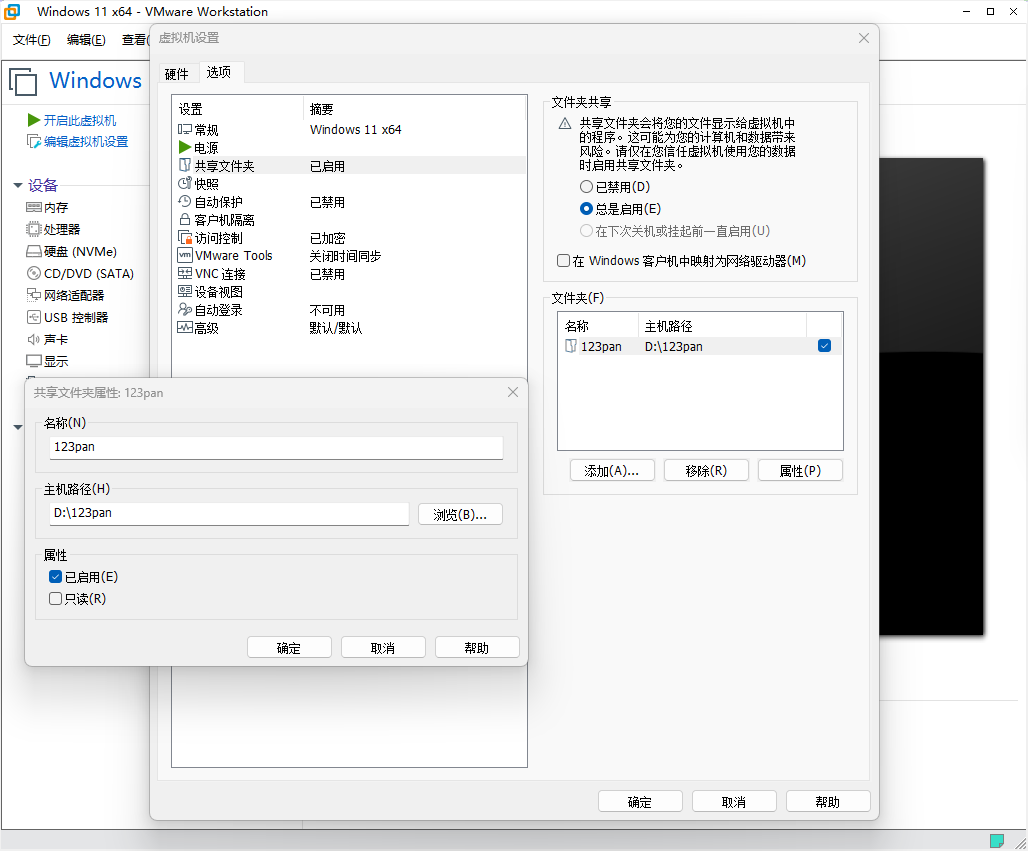 Windows 11 x64 - VMware Workstation
文件(F) 编辑(E) 查看(
Windows
开启此虚拟机
编辑虚拟机设置
设备
内存
处理器
硬盘 (NVMe)
CD/DVD (SATA)
网络适配器
USB 控制器
声卡
显示
虚拟机设置
硬件 选项
设置 摘要
常规 Windows 11 x64
电源
共享文件夹 已启用
快照
自动保护 已禁用
客户机隔离
访问控制 已加密
VMware Tools 关闭时间同步
VNC 连接 已禁用
设备视图
自动登录 不可用
高级 默认/默认
文件夹共享
共享文件夹会将您的文件显示给虚拟机中
的程序。这可能为您的计算机和数据带来
风险。请仅在您信任虚拟机使用您的数据
时启用共享文件夹。
已禁用(D)
总是启用(E)
在下次关机或挂起前一直启用(U)
在 Windows 客户机中映射为网络驱动器(M)
文件夹(F)
名称 主机路径
123pan D:\123pan
添加(A)... 移除(R) 属性(P)
共享文件夹属性: 123pan
名称(N)
123pan
主机路径(H)
D:\123pan 浏览(B)...
属性
已启用(E)
只读(R)
确定 取消 帮助
确定 取消 帮助